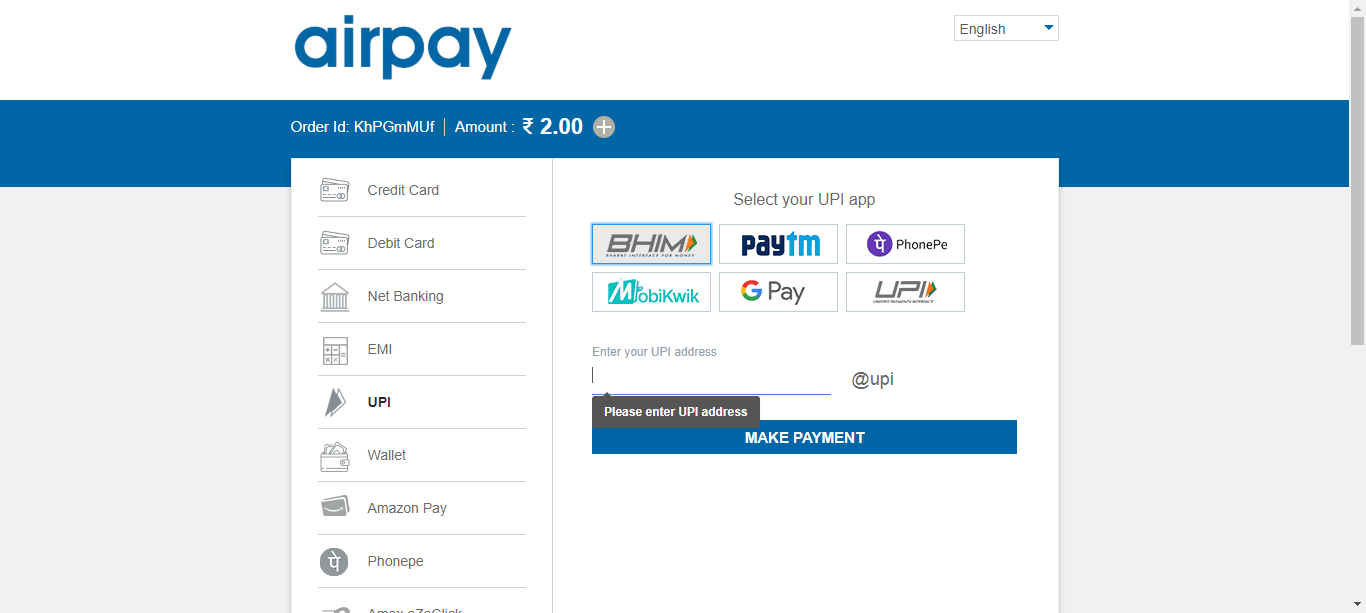 airpay
English
Order Id: KhPGmMUf
Amount : ₹ 2.00
Credit Card
Debit Card
Net Banking
EMI
UPI
Wallet
Amazon Pay
Phonepe
Select your UPI app
BHIM
BHARAT INTERFACE FOR MONEY
paytm
पे PhonePe
MobiKwik
G Pay
UPI
UNIFIED PAYMENTS INTERFACE
Enter your UPI address
@upi
Please enter UPI address
MAKE PAYMENT